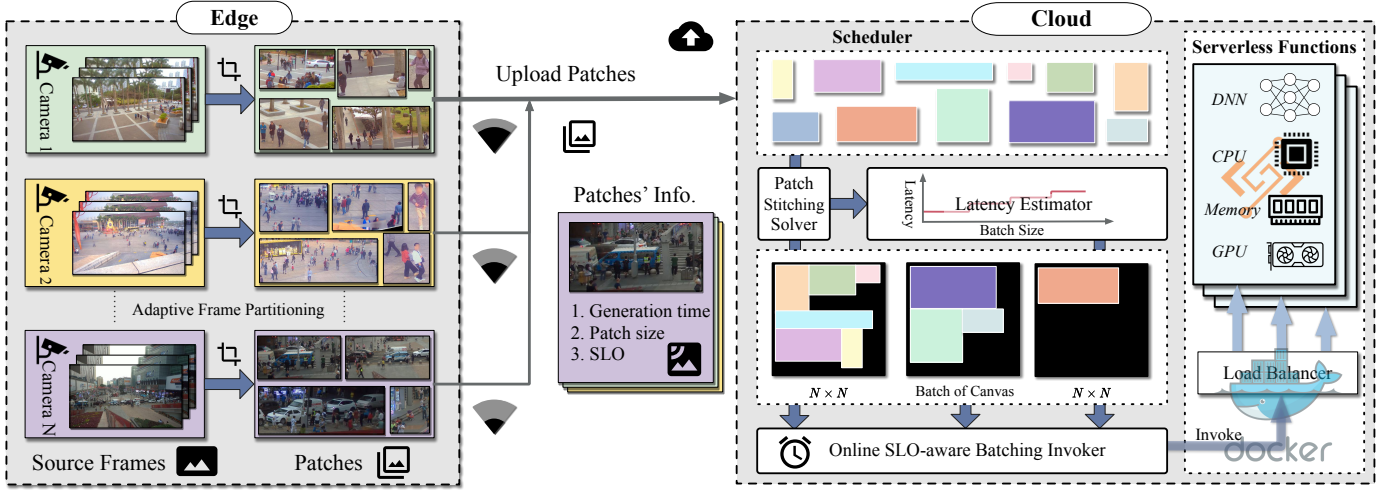 Edge
Camera 1
Camera 2
Adaptive Frame Partitioning
Camera N
Source Frames
Patches
Upload Patches
Patches' Info.
1. Generation time
2. Patch size
3. SLO
Cloud
Scheduler
Patch
Stitching
Solver
Latency
Latency Estimator
Batch Size
N × N
Batch of Canvas
N × N
Online SLO-aware Batching Invoker
Serverless Functions
DNN
CPU
Memory
GPU
Load Balancer
Invoke
docker